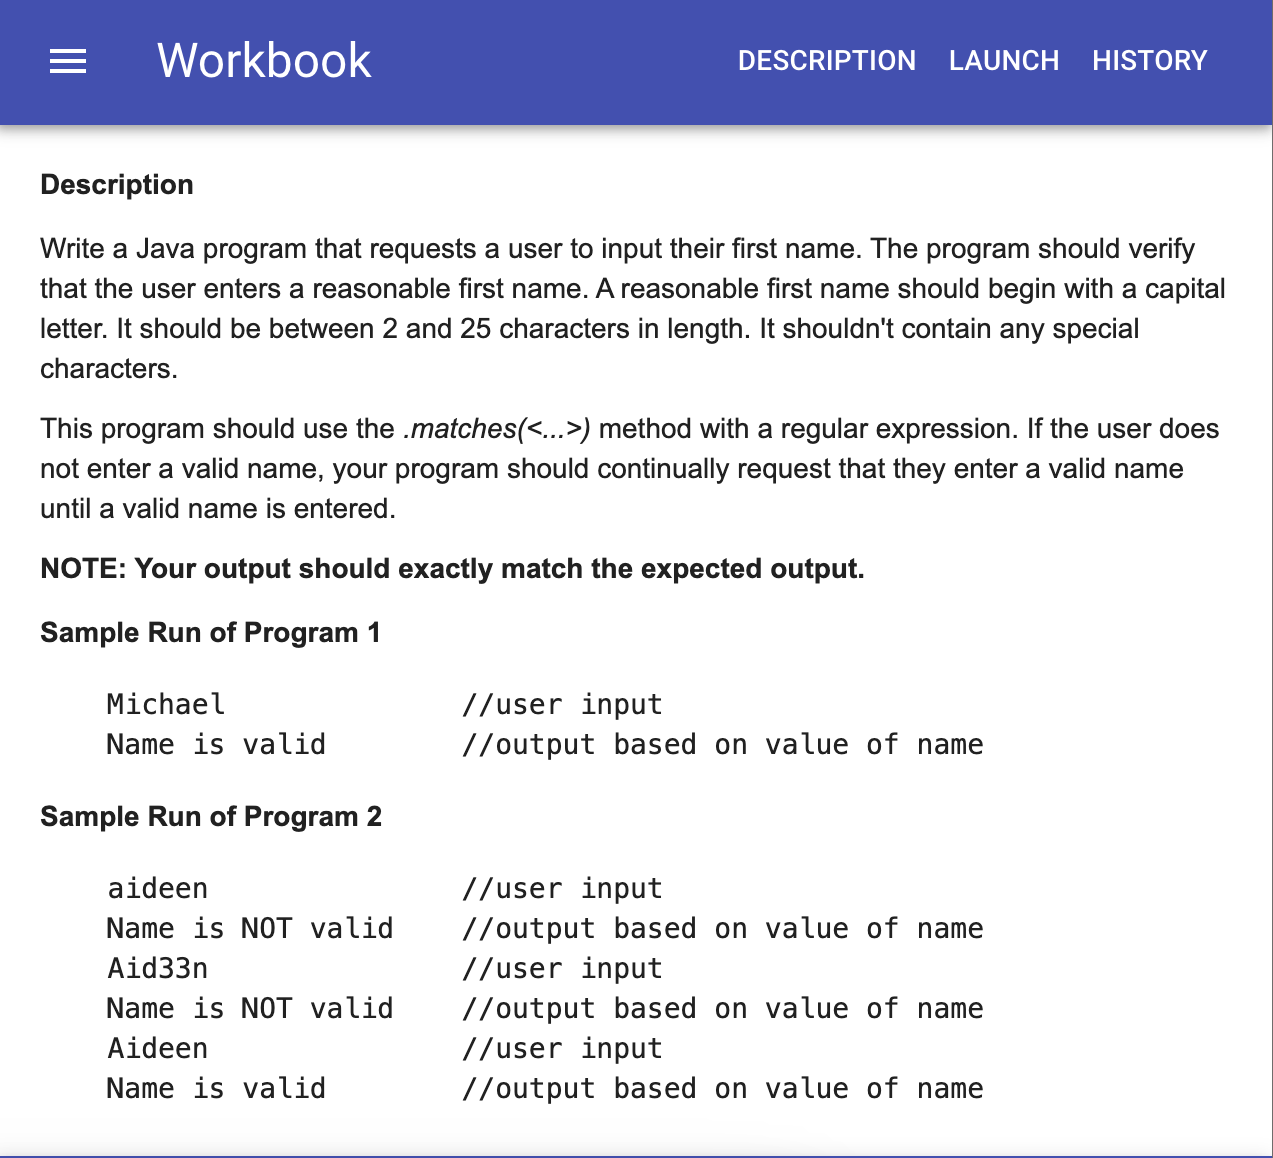 Workbook
DESCRIPTION LAUNCH HISTORY
Description
Write a Java program that requests a user to input their first name. The program should verify
that the user enters a reasonable first name. A reasonable first name should begin with a capital
letter. It should be between 2 and 25 characters in length. It shouldn't contain any special
characters.
This program should use the .matches(<...>) method with a regular expression. If the user does
not enter a valid name, your program should continually request that they enter a valid name
until a valid name is entered.
NOTE: Your output should exactly match the expected output.
Sample Run of Program 1
Michael //user input
Name is valid //output based on value of name
Sample Run of Program 2
aideen //user input
Name is NOT valid //output based on value of name
Aid33n //user input
Name is NOT valid //output based on value of name
Aideen //user input
Name is valid //output based on value of name